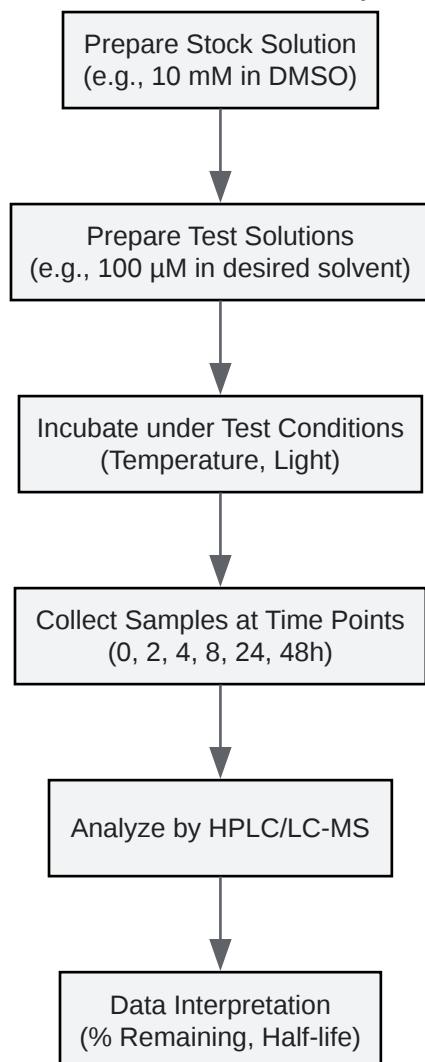 Prepare Stock Solution
(e.g., 10 mM in DMSO)
Prepare Test Solutions
(e.g., 100 µM in desired solvent)
Incubate under Test Conditions
(Temperature, Light)
Collect Samples at Time Points
(0, 2, 4, 8, 24, 48h)
Analyze by HPLC/LC-MS
Data Interpretation
(% Remaining, Half-life)